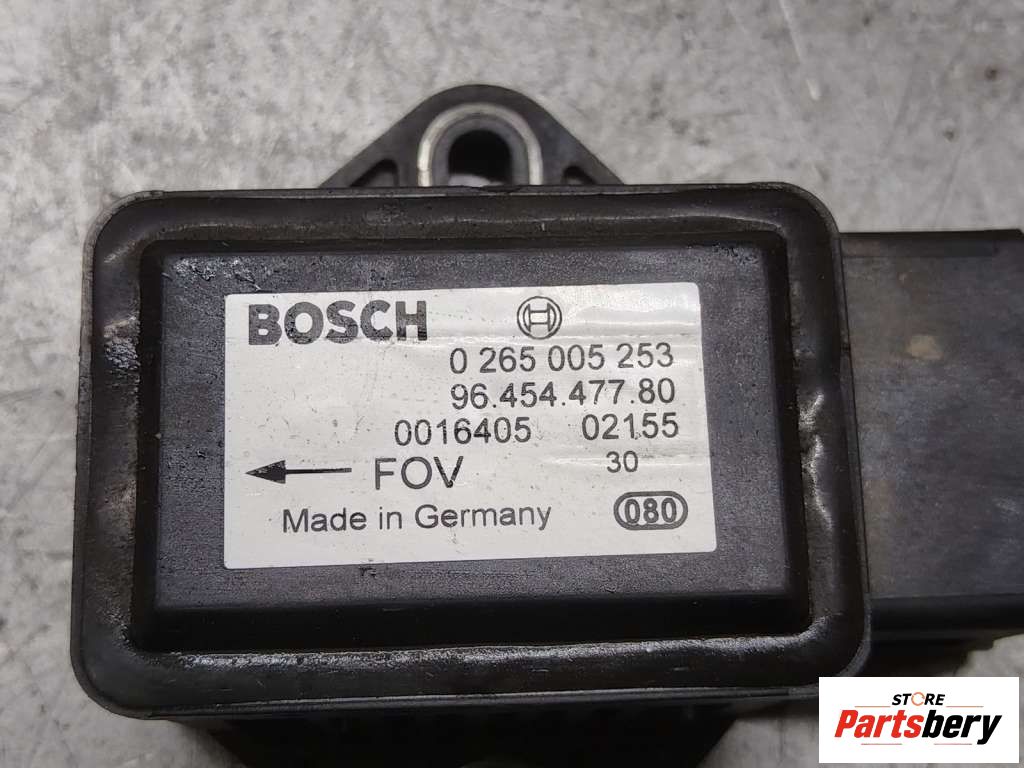 BOSCH
0 265 005 253
96.454.477.80
0016405 02155
FOV 30
Made in Germany 080
STORE
Partsbery